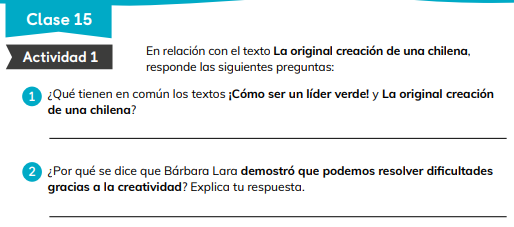 Clase 15
Actividad 1
En relación con el texto La original creación de una chilena,
responde las siguientes preguntas:
1 ¿Qué tienen en común los textos ¡Cómo ser un líder verde! y La original creación
de una chilena?
2 ¿Por qué se dice que Bárbara Lara demostró que podemos resolver dificultades
gracias a la creatividad? Explica tu respuesta.